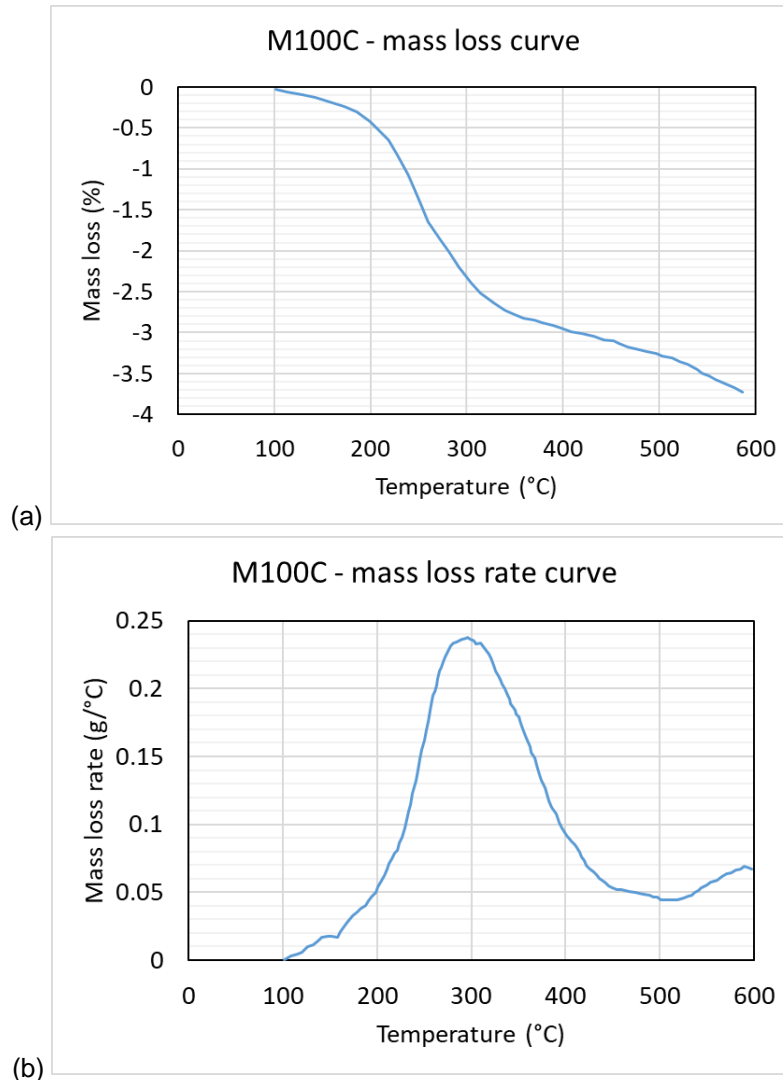 M100C - mass loss curve
0
-0.5
-1
-1.5
-2
-2.5
-3
-3.5
-4
Mass loss (%)
0 100 200 300 400 500 600
Temperature (°C)
(a)
M100C - mass loss rate curve
0.25
0.2
0.15
0.1
0.05
0
Mass loss rate (g/°C)
0 100 200 300 400 500 600
Temperature (°C)
(b)